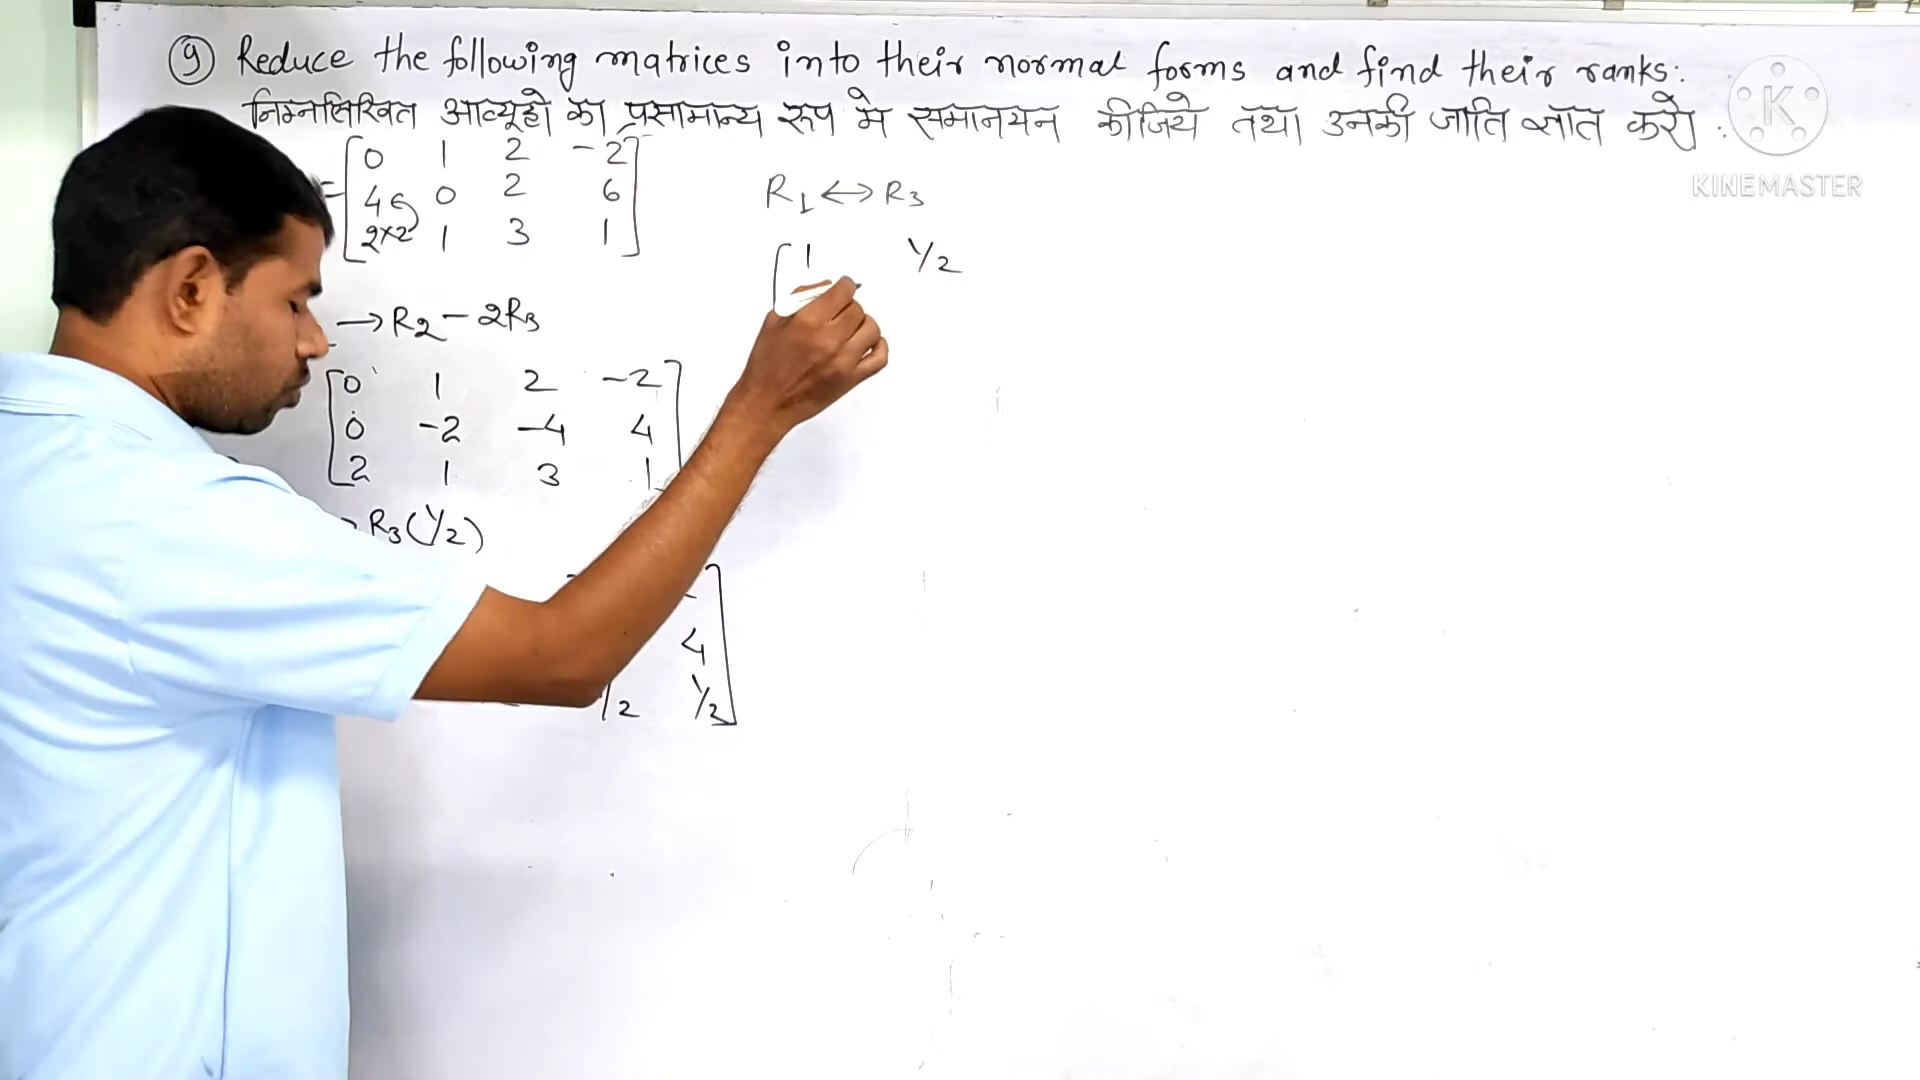 9 Reduce the following matrices into their normal forms and find their ranks:
निम्नलिखित आव्यूहो को प्रसामान्य रूप मे समानयन कीजिये तथा उनकी जाति ज्ञात करो :
= 0 1 2 -2
4 0 2 6
2×2 1 3 1
→ R2 - 2R3
0 1 2 -2
0 -2 -4 4
2 1 3 1
R3 (1/2)
4
/2 1/2
R1 ↔ R3
1 1/2
K
KINEMASTER